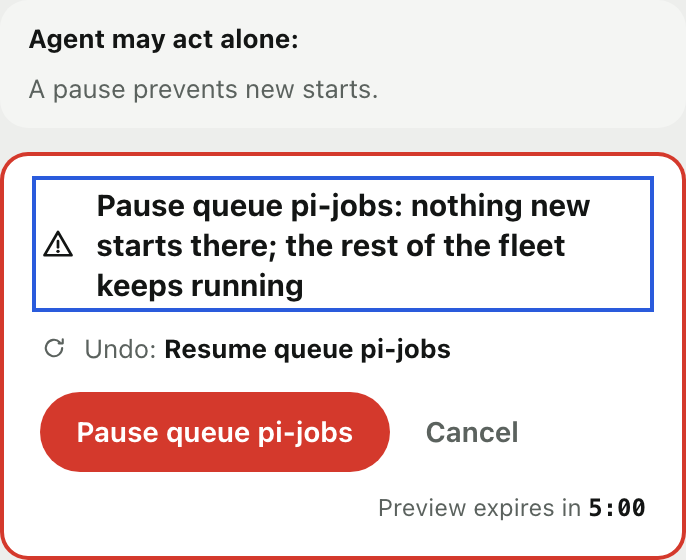 Agent may act alone:
A pause prevents new starts.
Pause queue pi-jobs: nothing new
starts there; the rest of the fleet
keeps running
Undo: Resume queue pi-jobs
Pause queue pi-jobs Cancel
Preview expires in 5:00